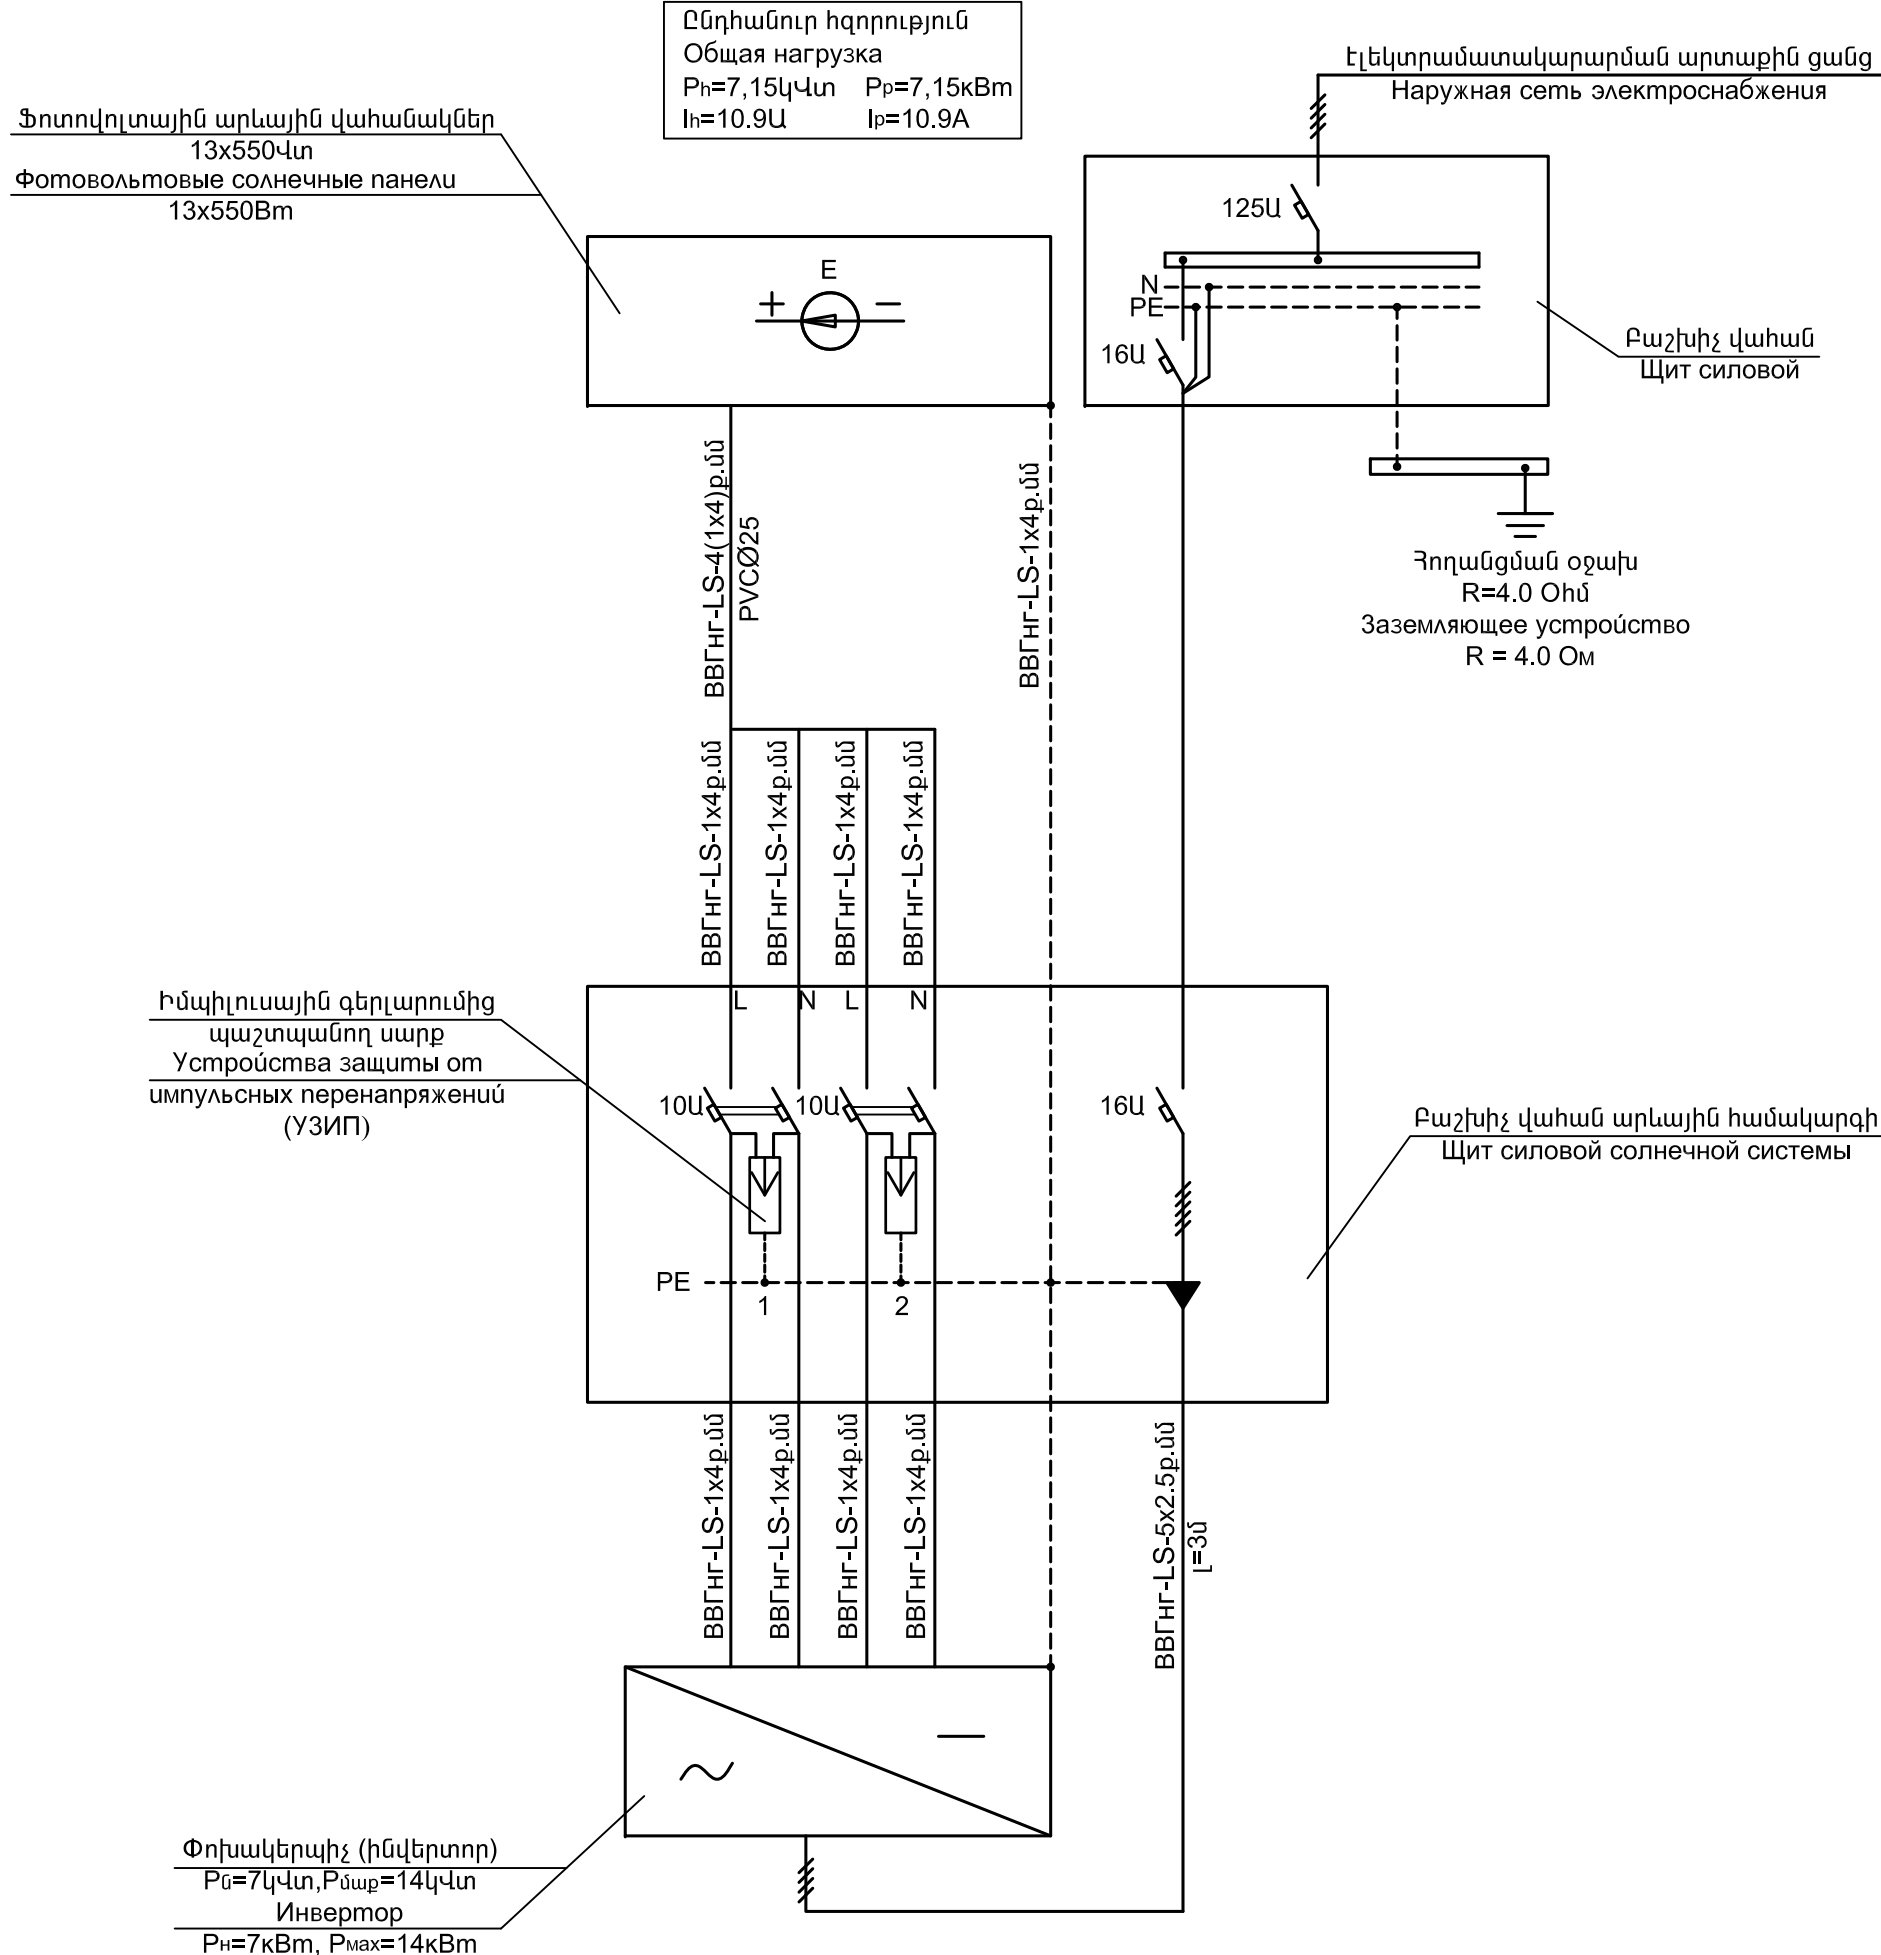 Ընդհանուր հզորություն
Общая нагрузка
Pհ=7,15կՎտ Pр=7,15кВт
Iհ=10.9Ա Iр=10.9А
Էլեկտրամատակարարման արտաքին ցանց
Наружная сеть электроснабжения
Ֆոտովոլտային արևային վահանակներ
13x550Վտ
Фотовольтовые солнечные панели
13x550Вт
E
+ −
125Ա
N
PE
16Ա
Բաշխիչ վահան
Щит силовой
ВВГнг-LS-4(1x4)ք.մմ
PVCØ25
ВВГнг-LS-1x4ք.մմ
Հողանցման օջախ
R=4.0 Օhմ
Заземляющее устройство
R = 4.0 Ом
ВВГнг-LS-1x4ք.մմ
ВВГнг-LS-1x4ք.մմ
ВВГнг-LS-1x4ք.մմ
ВВГнг-LS-1x4ք.մմ
L N L N
Իմպիլուսային գերլարումից
պաշտպանող սարք
Устройства защиты от
импульсных перенапряжений
(УЗИП)
10Ա 10Ա 16Ա
Բաշխիչ վահան արևային համակարգի
Щит силовой солнечной системы
PE
1 2
ВВГнг-LS-1x4ք.մմ
ВВГнг-LS-1x4ք.մմ
ВВГнг-LS-1x4ք.մմ
ВВГнг-LS-1x4ք.մմ
ВВГнг-LS-5x2.5ք.մմ
Լ=3մ
Փոխակերպիչ (ինվերտոր)
Pն=7կՎտ,Pմաք=14կՎտ
Инвертор
Pн=7кВт, Pмах=14кВт